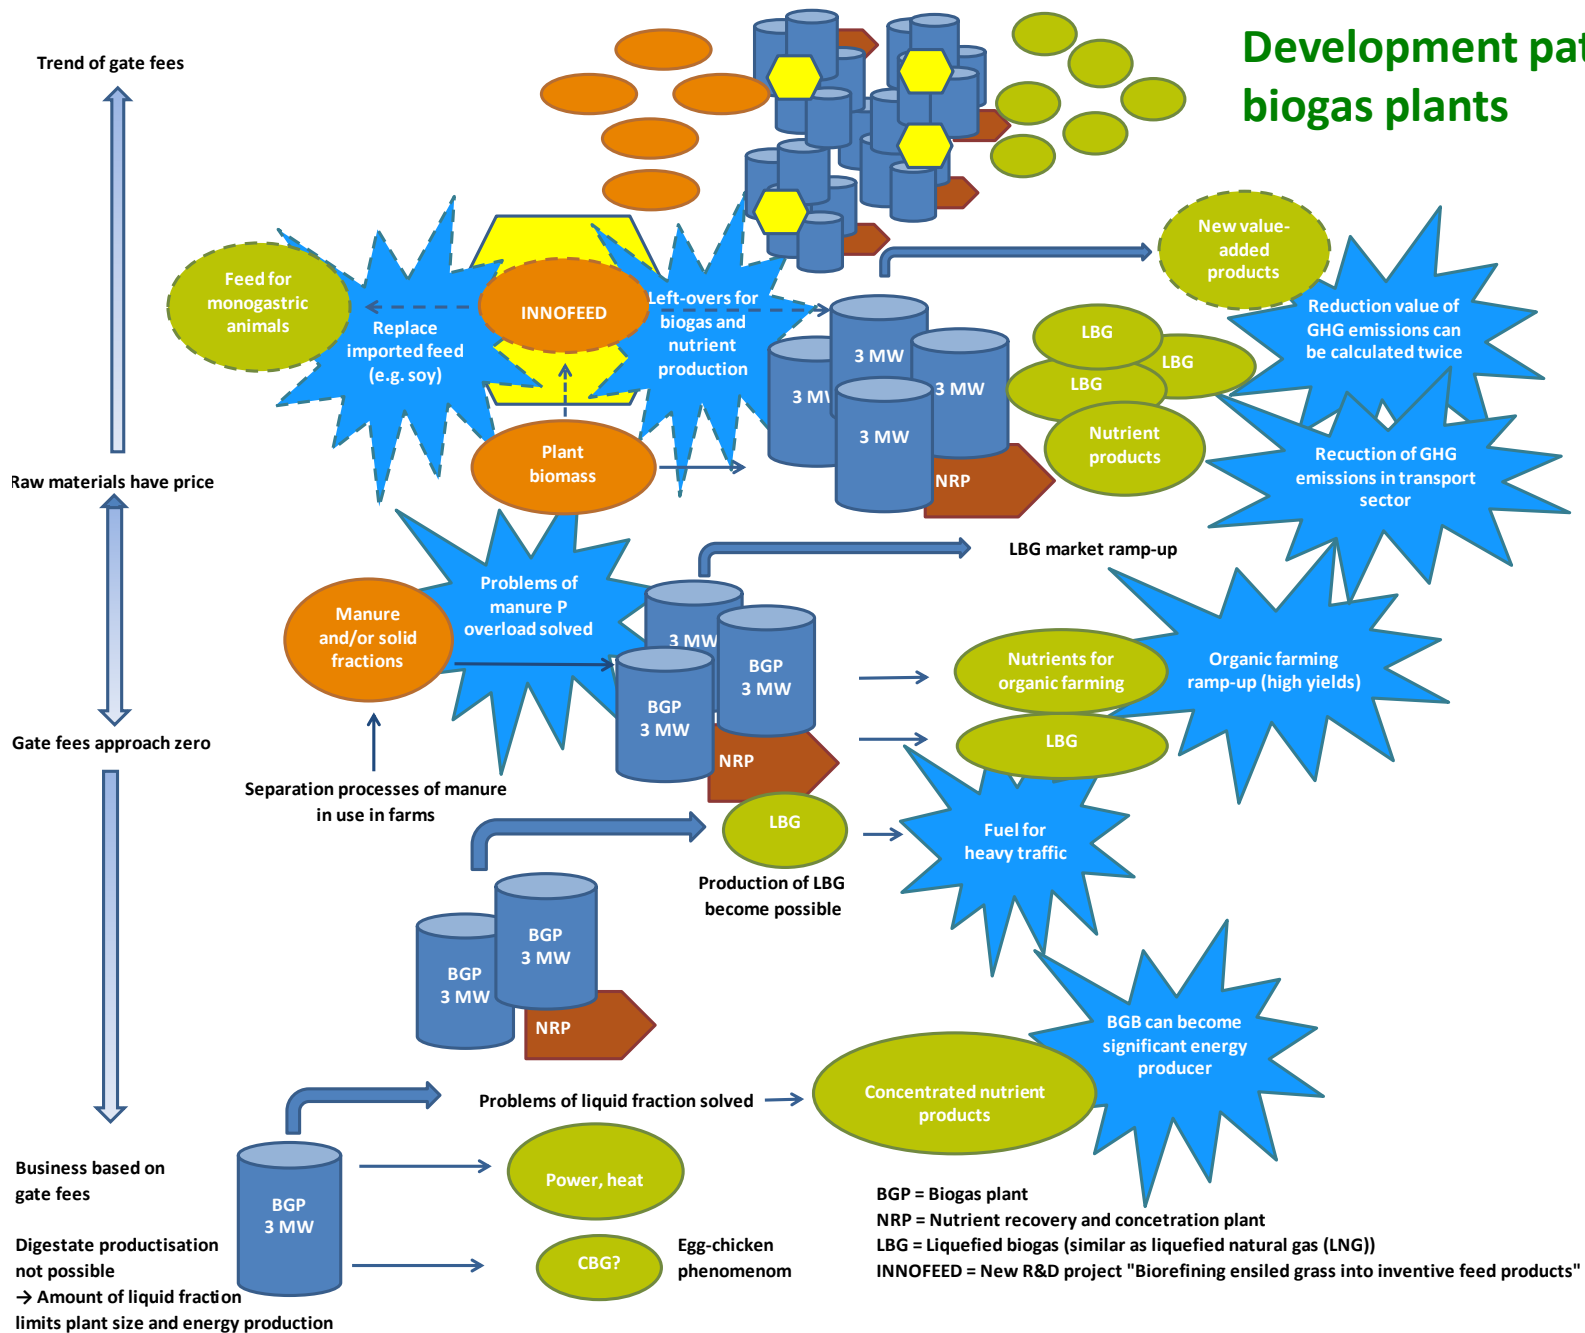 Development pat
biogas plants
Trend of gate fees
New value-
added
products
Feed for
monogastric
animals
INNOFEED
Left-overs for
biogas and
nutrient
production
Replace
imported feed
(e.g. soy)
Reduction value of
GHG emissions can
be calculated twice
3 MW
3 MW
3 MW
3 MW
LBG
LBG
LBG
Nutrient
products
Plant
biomass
NRP
Recuction of GHG
emissions in transport
sector
Raw materials have price
LBG market ramp-up
Problems of
manure P
overload solved
Manure
and/or solid
fractions
3 MW
BGP
3 MW
BGP
3 MW
NRP
Nutrients for
organic farming
Organic farming
ramp-up (high yields)
LBG
Gate fees approach zero
Separation processes of manure
in use in farms
LBG
Fuel for
heavy traffic
Production of LBG
become possible
BGP
3 MW
BGP
3 MW
NRP
BGB can become
significant energy
producer
Problems of liquid fraction solved
Concentrated nutrient
products
Business based on
gate fees
BGP
3 MW
Power, heat
Digestate productisation
not possible
→ Amount of liquid fraction
limits plant size and energy production
CBG?
Egg-chicken
phenomenom
BGP = Biogas plant
NRP = Nutrient recovery and concetration plant
LBG = Liquefied biogas (similar as liquefied natural gas (LNG))
INNOFEED = New R&D project "Biorefining ensiled grass into inventive feed products"